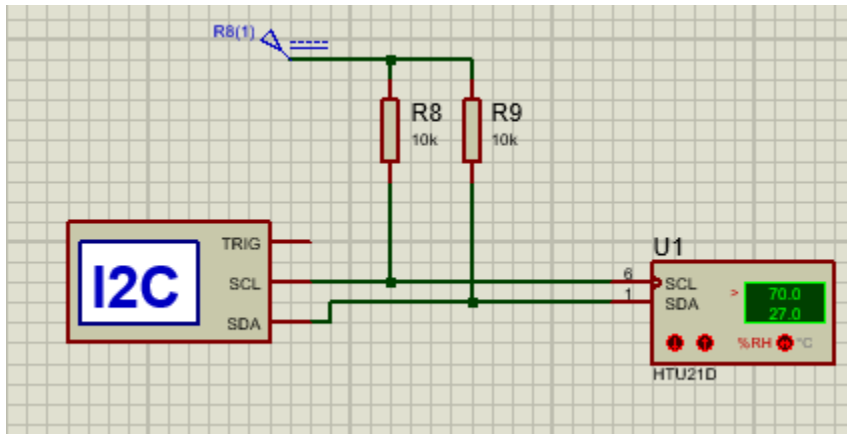 R8(1)
R8
10k
R9
10k
I2C
TRIG
SCL
SDA
U1
6
SCL
1
SDA
>
70.0
27.0
%RH
°C
HTU21D